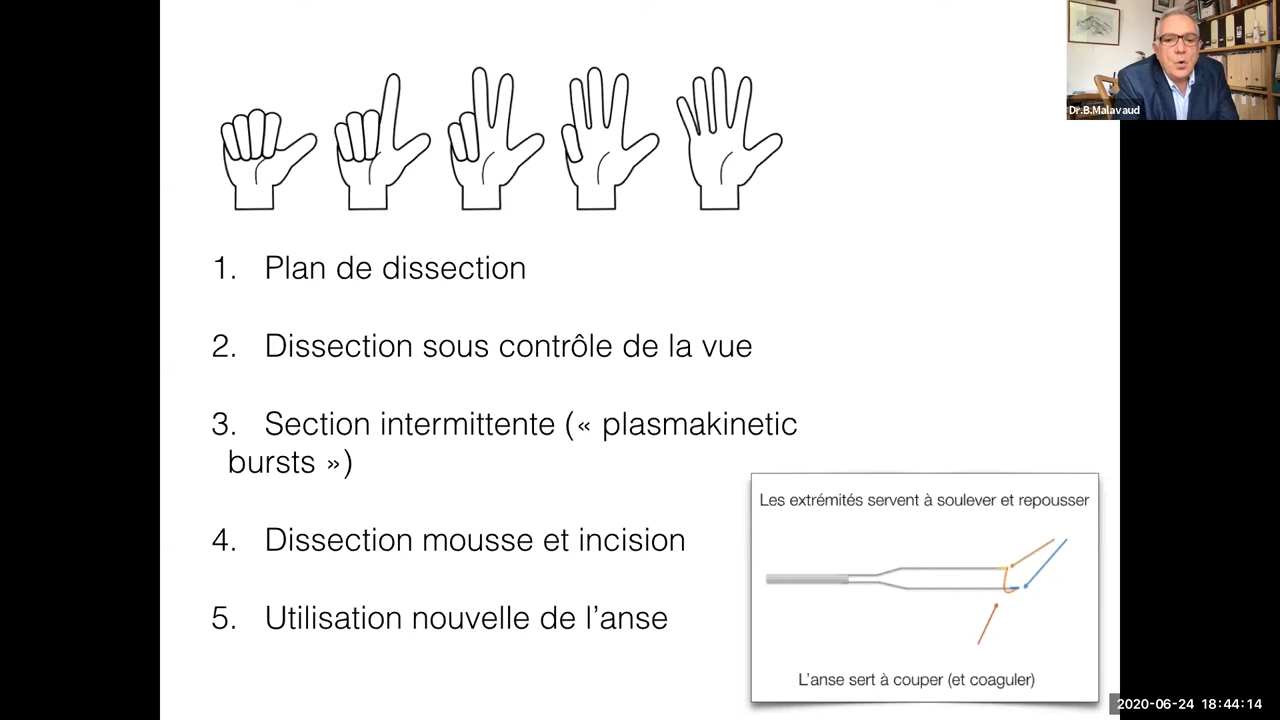 Dr.B.Malavaud
1. Plan de dissection
2. Dissection sous contrôle de la vue
3. Section intermittente (« plasmakinetic
bursts »)
4. Dissection mousse et incision
5. Utilisation nouvelle de l’anse
Les extrémités servent à soulever et repousser
L’anse sert à couper (et coaguler)
2020-06-24 18:44:14